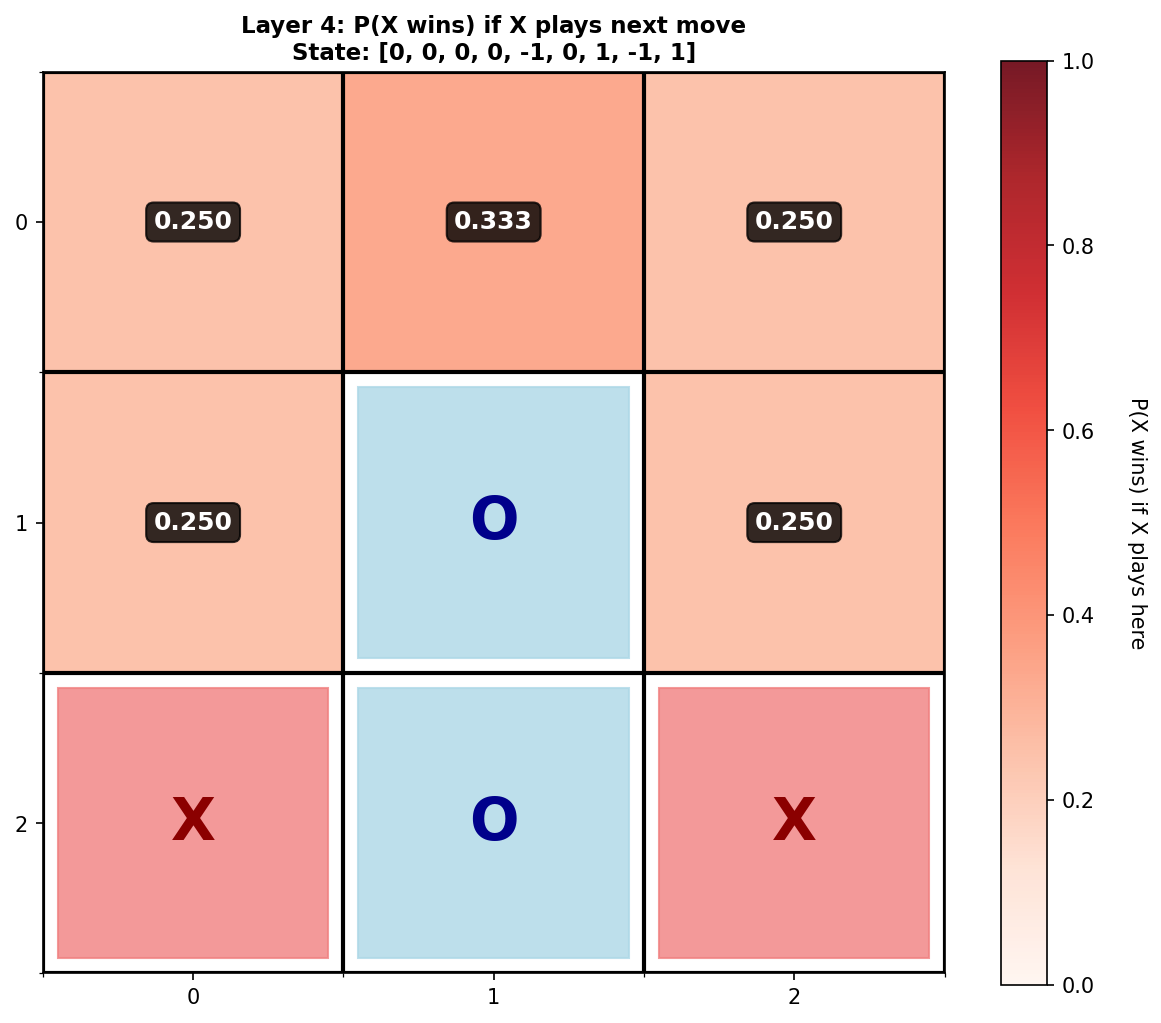 Layer 4: P(X wins) if X plays next move
State: [0, 0, 0, 0, -1, 0, 1, -1, 1]
0
0.250
0.333
0.250
1
0.250
O
0.250
2
X
O
X
0
1
2
1.0
0.8
0.6
0.4
0.2
0.0
P(X wins) if X plays here